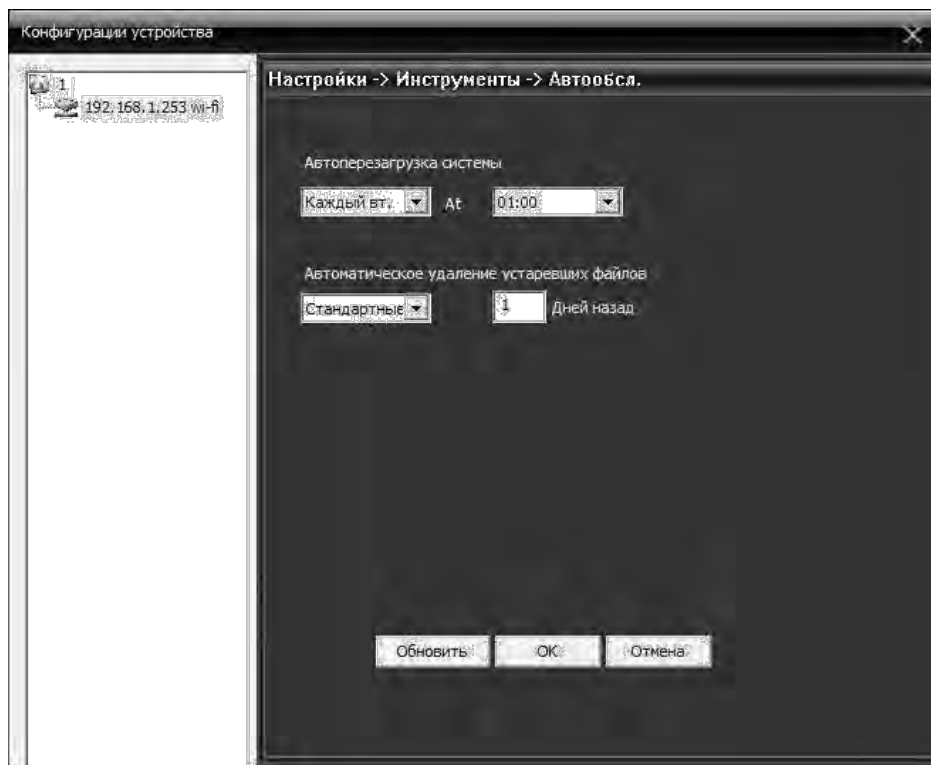 Конфигурации устройства
1
192.168.1.253 wi-fi
Настройки -> Инструменты -> Автообсл.
Автоперезагрузка системы
Каждый вт. At 01:00
Автоматическое удаление устаревших файлов
Стандартные 1 Дней назад
Обновить OK Отмена